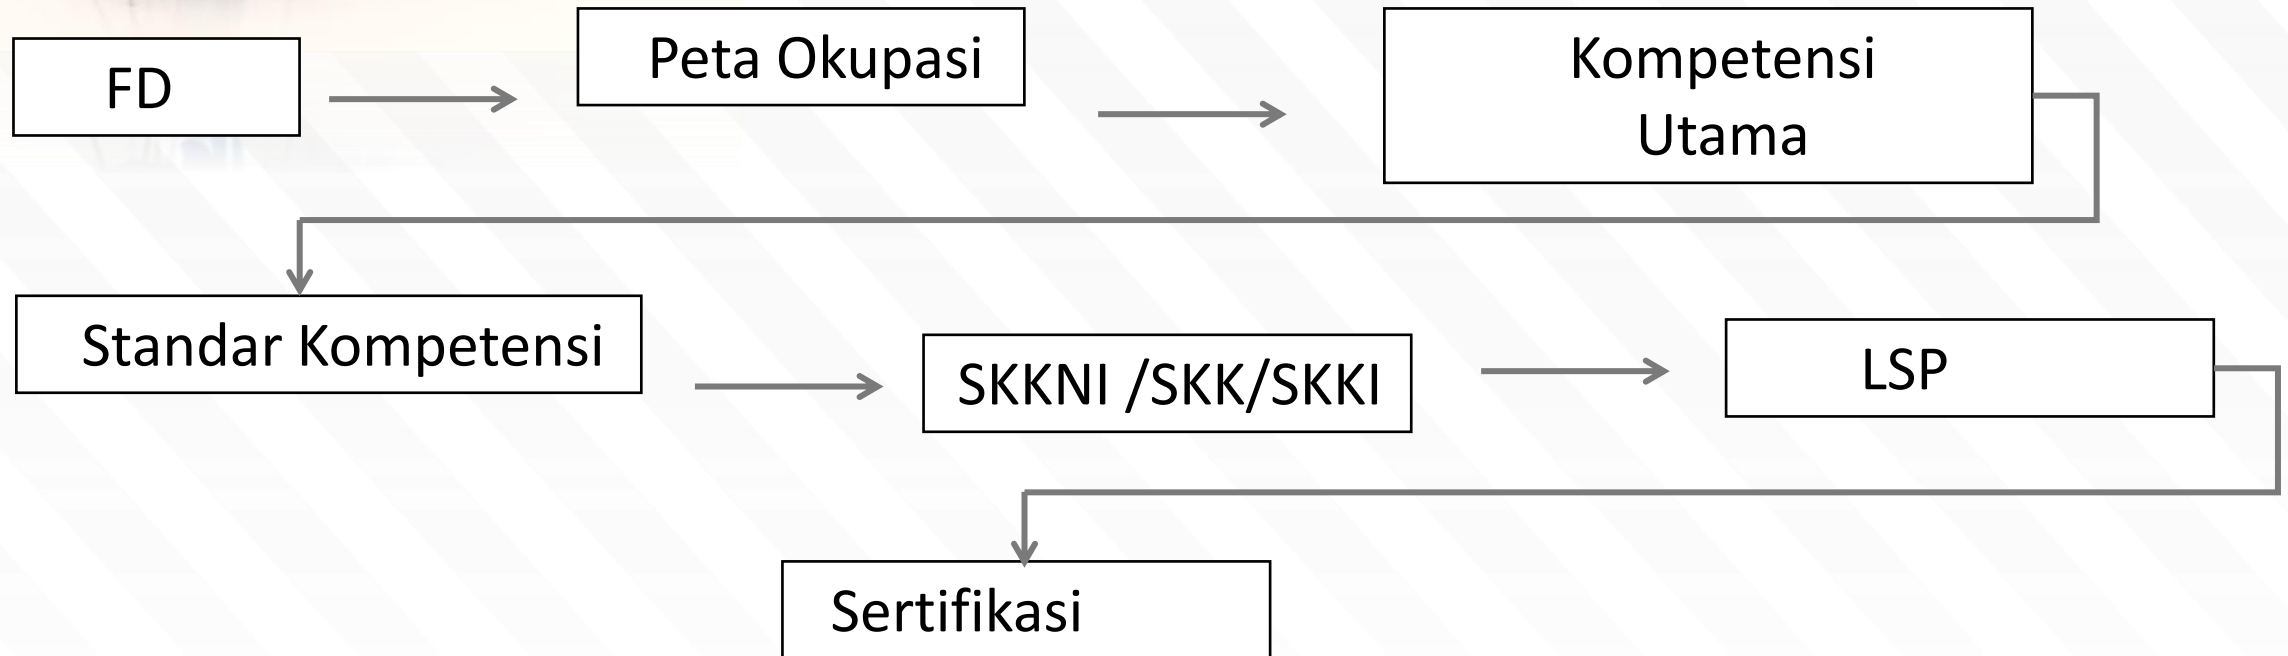 FD
Peta Okupasi
Kompetensi
Utama
Standar Kompetensi
SKKNI /SKK/SKKI
LSP
Sertifikasi